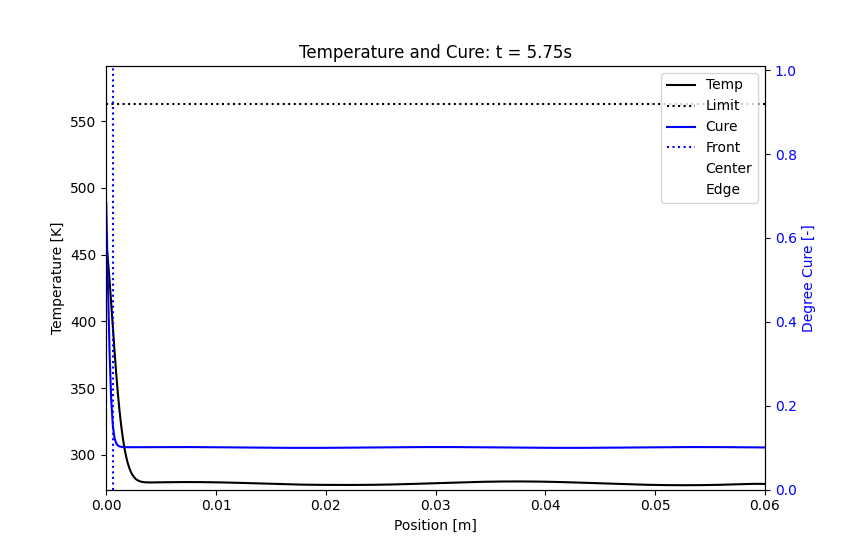 Temperature and Cure: t = 5.75s
Temp
Limit
Cure
Front
Center
Edge
Temperature [K]
550
500
450
400
350
300
Degree Cure [-]
1.0
0.8
0.6
0.4
0.2
0.0
0.00 0.01 0.02 0.03 0.04 0.05 0.06
Position [m]